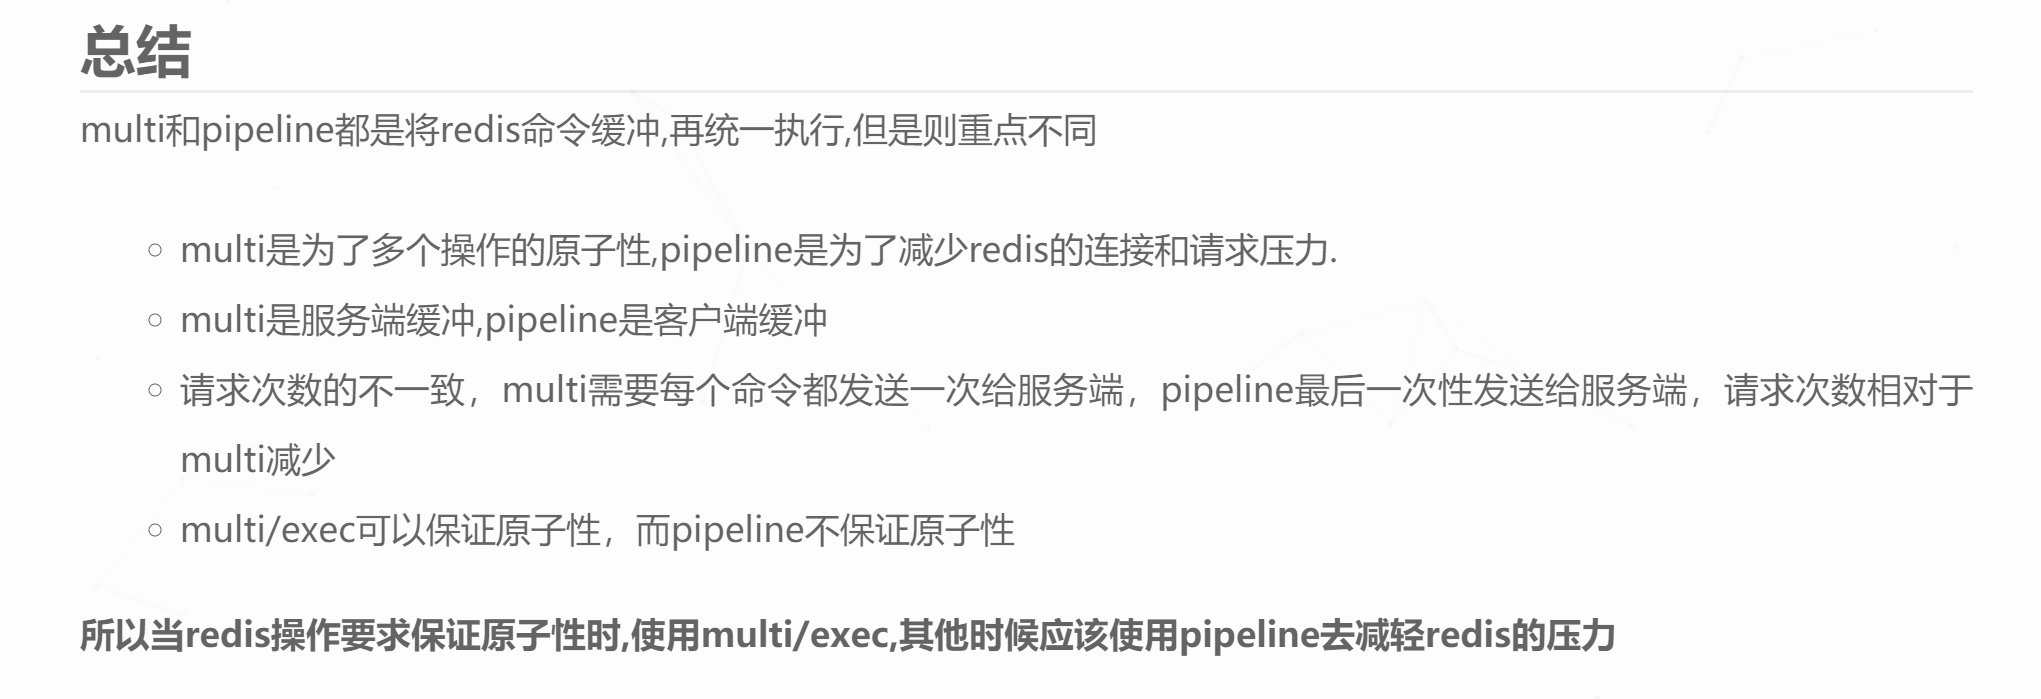 总结
multi和pipeline都是将redis命令缓冲,再统一执行,但是则重点不同
multi是为了多个操作的原子性,pipeline是为了减少redis的连接和请求压力.
multi是服务端缓冲,pipeline是客户端缓冲
请求次数的不一致，multi需要每个命令都发送一次给服务端，pipeline最后一次性发送给服务端，请求次数相对于
multi减少
multi/exec可以保证原子性，而pipeline不保证原子性
所以当redis操作要求保证原子性时,使用multi/exec,其他时候应该使用pipeline去减轻redis的压力